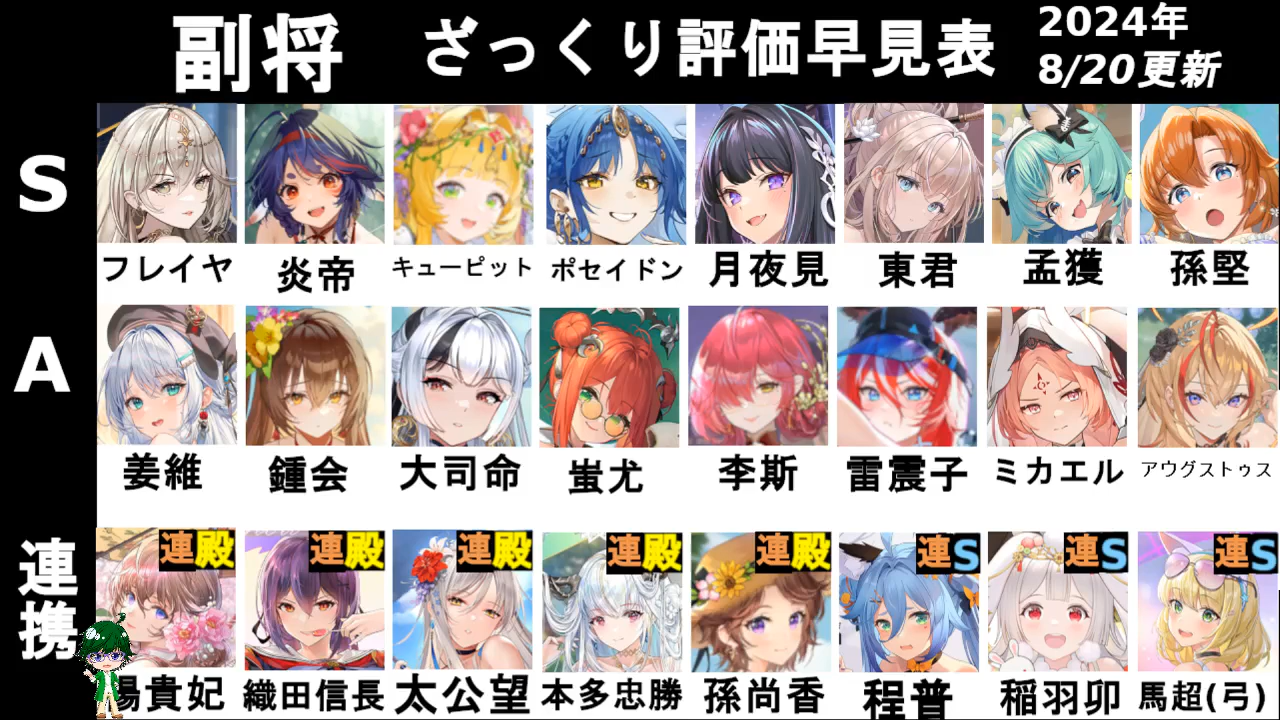 副将 ざっくり評価早見表 2024年
8/20更新
S
フレイヤ 炎帝 キューピット ポセイドン 月夜見 東君 孟獲 孫堅
A
姜維 鍾会 大司命 蚩尤 李斯 雷震子 ミカエル アウグストゥス
連携
連殿 連殿 連殿 連殿 連殿 連S 連S 連S
楊貴妃 織田信長 太公望 本多忠勝 孫尚香 程普 稲羽卯 馬超(弓)